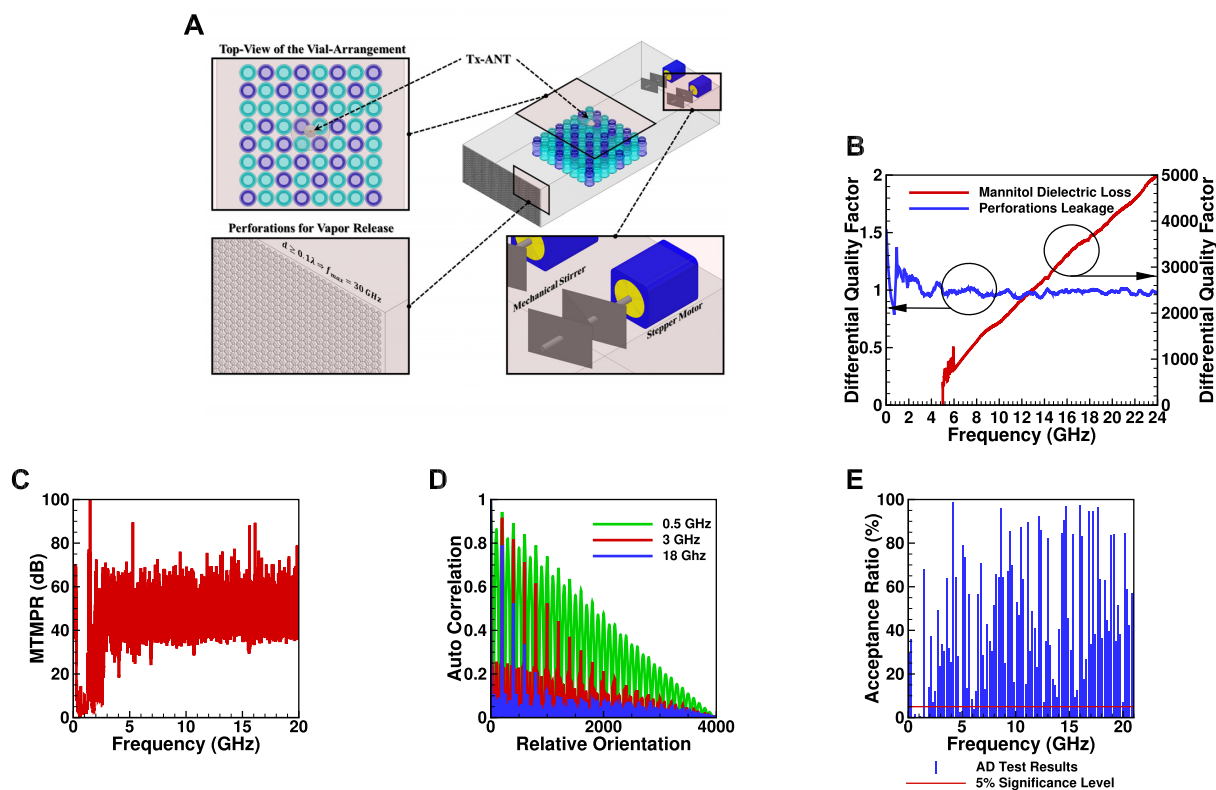 A
Top-View of the Vial-Arrangement
Tx-ANT
Perforations for Vapor Release
d ≥ 0.1λ ⇒ fmax = 30 GHz
Mechanical Stirrer
Stepper Motor
B
Differential Quality Factor
2
1.5
1
0.5
0
Mannitol Dielectric Loss
Perforations Leakage
5000
4000
3000
2000
1000
0
Differential Quality Factor
0 2 4 6 8 10 12 14 16 18 20 22 24
Frequency (GHz)
C
MTMPR (dB)
100
80
60
40
20
0
0 5 10 15 20
Frequency (GHz)
D
Auto Correlation
1
0.8
0.6
0.4
0.2
0
0.5 GHz
3 GHz
18 Ghz
0 2000 4000
Relative Orientation
E
Acceptance Ratio (%)
100
80
60
40
20
0
0 5 10 15 20
Frequency (GHz)
AD Test Results
5% Significance Level